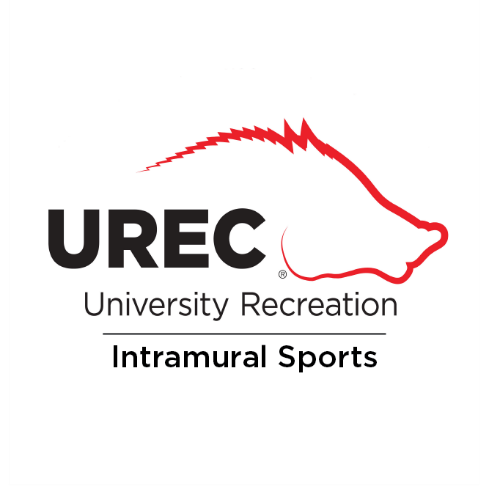 UREC
®
University Recreation
Intramural Sports